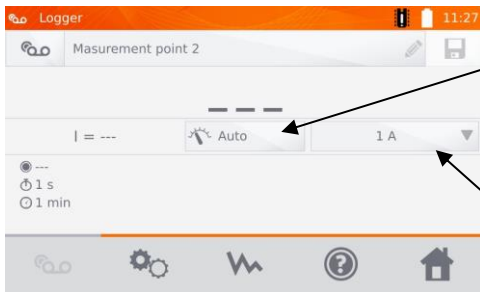 Logger 11:27
Masurement point 2
---
I = --- Auto 1 A
---
1 s
1 min